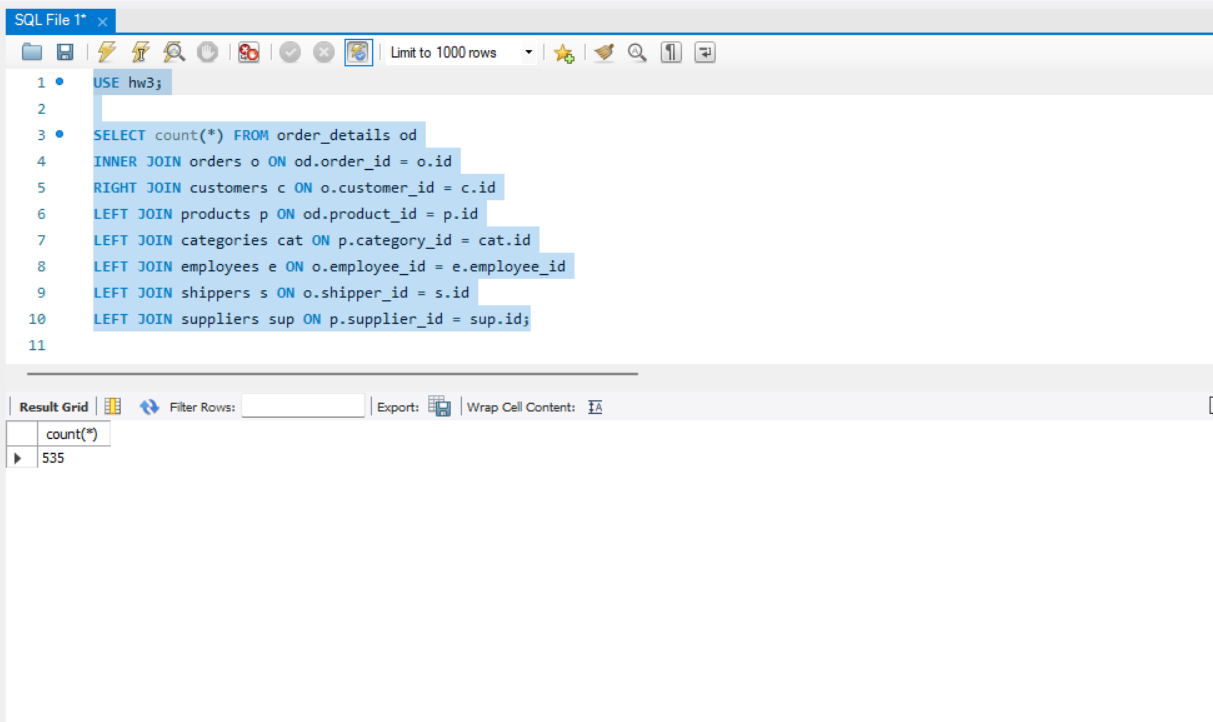 SQL File 1* ×
Limit to 1000 rows
1 USE hw3;
2
3 SELECT count(*) FROM order_details od
4 INNER JOIN orders o ON od.order_id = o.id
5 RIGHT JOIN customers c ON o.customer_id = c.id
6 LEFT JOIN products p ON od.product_id = p.id
7 LEFT JOIN categories cat ON p.category_id = cat.id
8 LEFT JOIN employees e ON o.employee_id = e.employee_id
9 LEFT JOIN shippers s ON o.shipper_id = s.id
10 LEFT JOIN suppliers sup ON p.supplier_id = sup.id;
11
Result Grid Filter Rows: Export: Wrap Cell Content: IA
count(*)
535